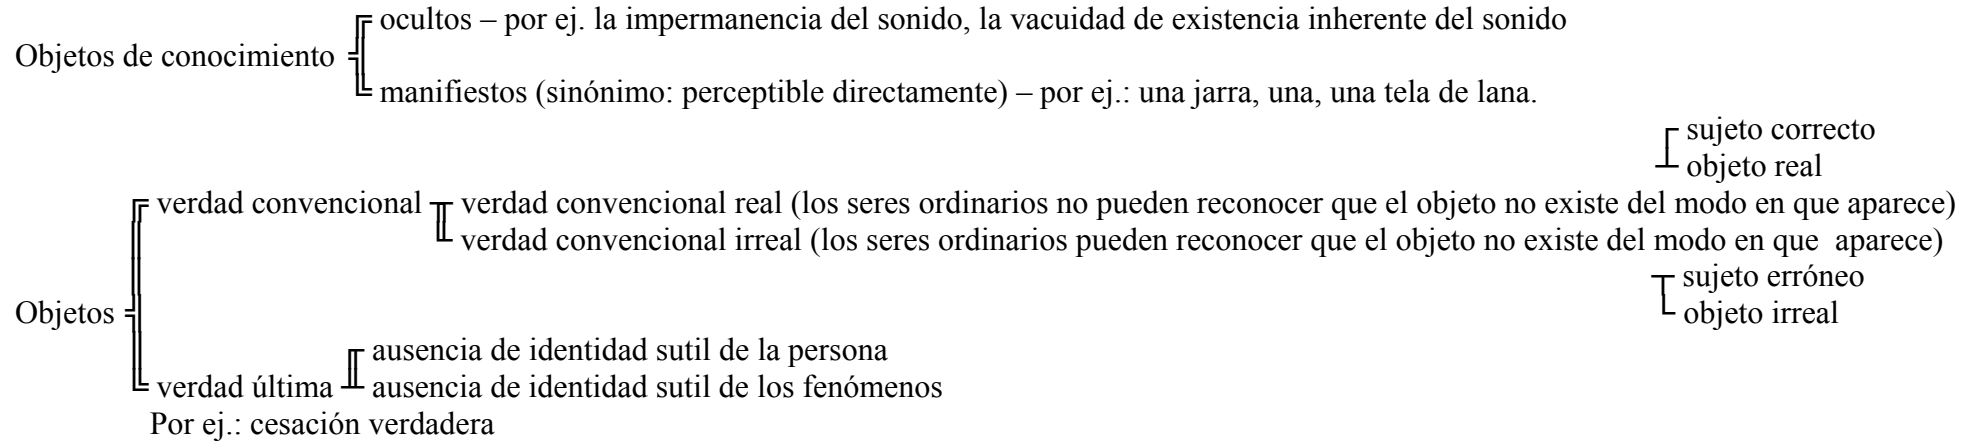 ocultos – por ej. la impermanencia del sonido, la vacuidad de existencia inherente del sonido
Objetos de conocimiento
manifiestos (sinónimo: perceptible directamente) – por ej.: una jarra, una, una tela de lana.
sujeto correcto
objeto real
verdad convencional verdad convencional real (los seres ordinarios no pueden reconocer que el objeto no existe del modo en que aparece)
verdad convencional irreal (los seres ordinarios pueden reconocer que el objeto no existe del modo en que aparece)
sujeto erróneo
Objetos objeto irreal
ausencia de identidad sutil de la persona
verdad última ausencia de identidad sutil de los fenómenos
Por ej.: cesación verdadera